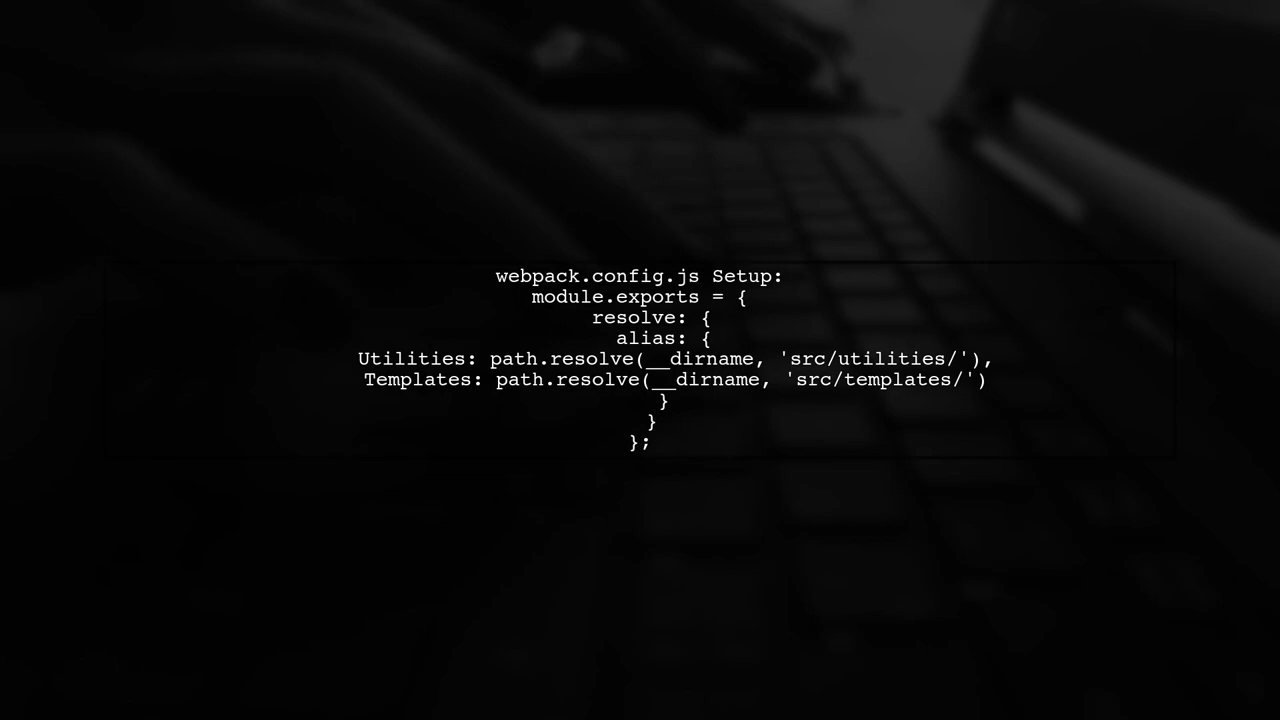 webpack.config.js Setup:
module.exports = {
resolve: {
alias: {
Utilities: path.resolve(__dirname, 'src/utilities/'),
Templates: path.resolve(__dirname, 'src/templates/')
}
}
};